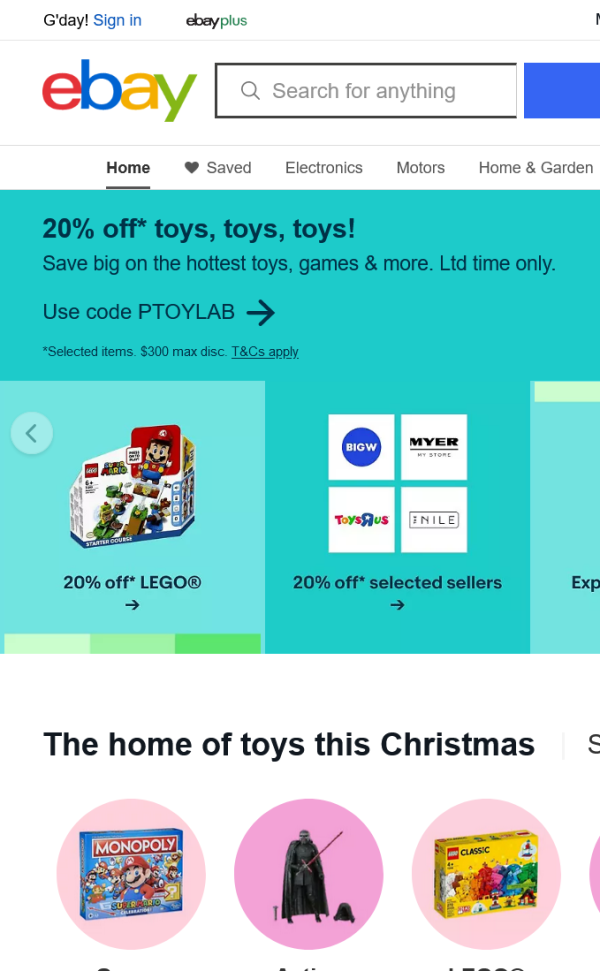 G'day! Sign in
ebayplus
ebay
Search for anything
Home
Saved
Electronics
Motors
Home & Garden
20% off* toys, toys, toys!
Save big on the hottest toys, games & more. Ltd time only.
Use code PTOYLAB
*Selected items. $300 max disc. T&Cs apply
LEGO
SUPER MARIO
STARTER COURSE
BIGW
MYER
MY STORE
TOYSЯUS
THE NILE
20% off* LEGO®
20% off* selected sellers
Exp
The home of toys this Christmas
S
MONOPOLY
SUPER MARIO
CELEBRATION!
LEGO
CLASSIC